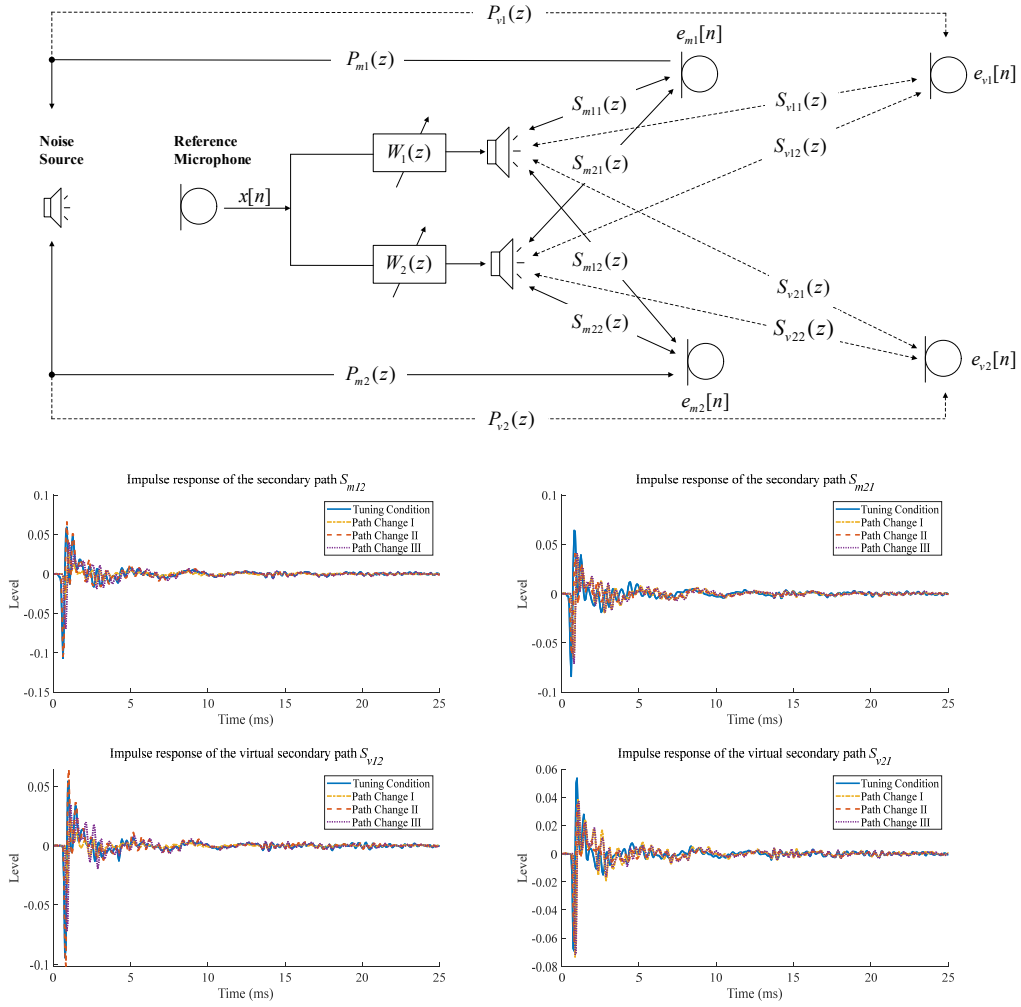 P_{v1}(z)
e_{m1}[n]
P_{m1}(z)
e_{v1}[n]
S_{m11}(z)
S_{v11}(z)
Noise Source
Reference Microphone
W_1(z)
S_{v12}(z)
S_{m21}(z)
x[n]
W_2(z)
S_{m12}(z)
S_{v21}(z)
S_{m22}(z)
S_{v22}(z)
e_{v2}[n]
P_{m2}(z)
e_{m2}[n]
P_{v2}(z)
Impulse response of the secondary path S_{m12}
0.1
0.05
0
-0.05
-0.1
-0.15
Level
Tuning Condition
Path Change I
Path Change II
Path Change III
0 5 10 15 20 25
Time (ms)
Impulse response of the secondary path S_{m21}
0.1
0.05
0
-0.05
-0.1
Level
Tuning Condition
Path Change I
Path Change II
Path Change III
0 5 10 15 20 25
Time (ms)
Impulse response of the virtual secondary path S_{v12}
0.05
0
-0.05
-0.1
Level
Tuning Condition
Path Change I
Path Change II
Path Change III
0 5 10 15 20 25
Time (ms)
Impulse response of the virtual secondary path S_{v21}
0.06
0.04
0.02
0
-0.02
-0.04
-0.06
-0.08
Level
Tuning Condition
Path Change I
Path Change II
Path Change III
0 5 10 15 20 25
Time (ms)